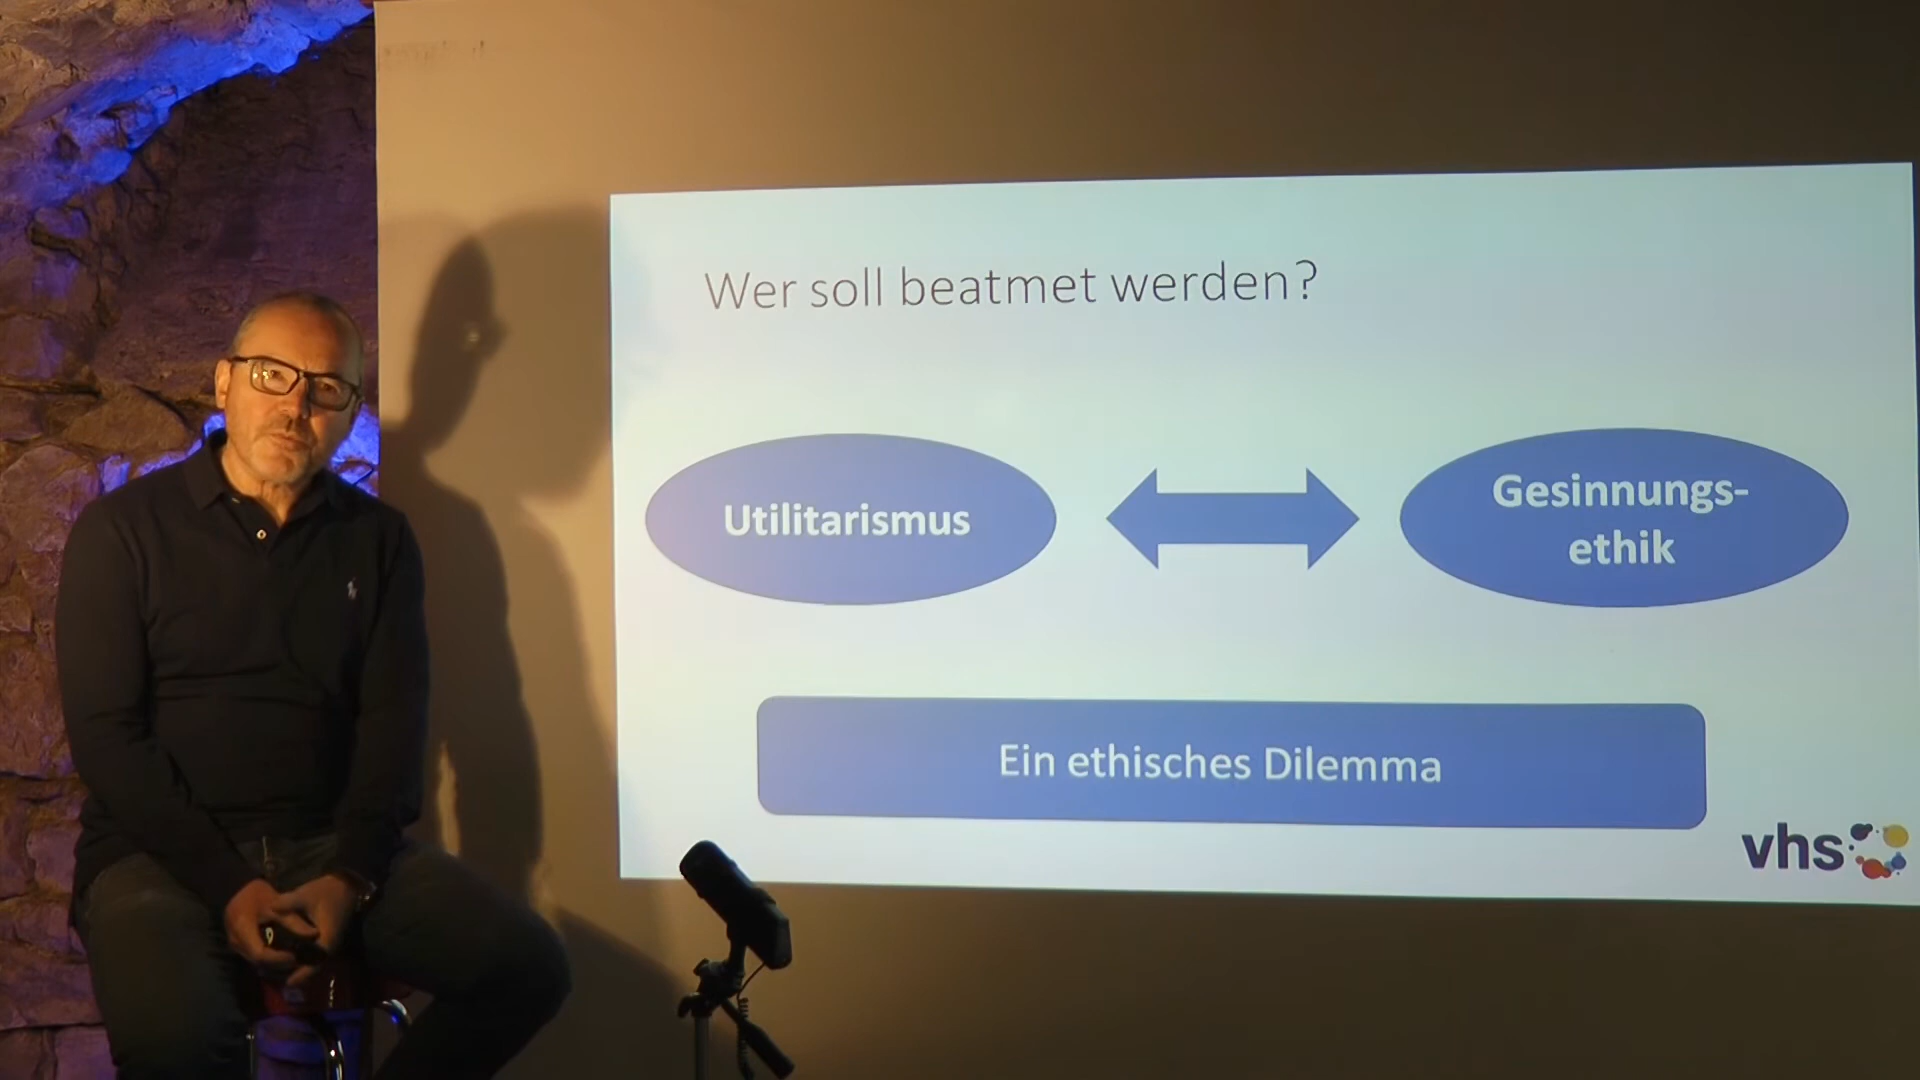 Wer soll beatmet werden?
Utilitarismus
Gesinnungs-
ethik
Ein ethisches Dilemma
vhs